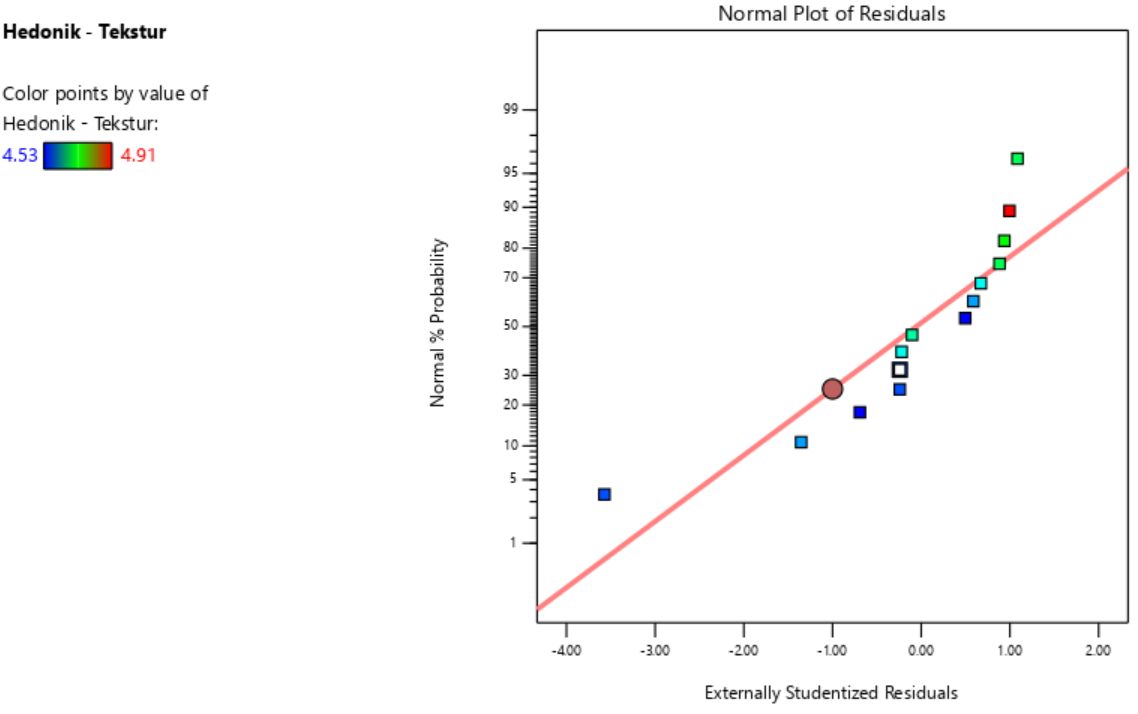 Hedonik - Tekstur
Color points by value of
Hedonik - Tekstur:
4.53 4.91
Normal Plot of Residuals
Normal % Probability
99
95
90
80
70
50
30
20
10
5
1
-4.00 -3.00 -2.00 -1.00 0.00 1.00 2.00
Externally Studentized Residuals